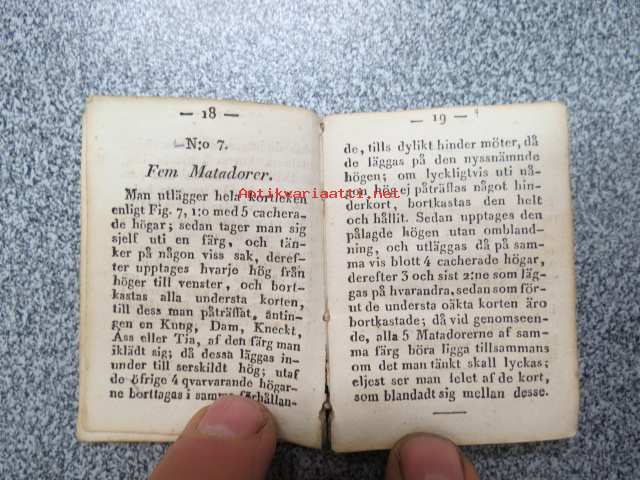 — 18 —
N:o 7.
Fem Matadorer.
Man utlägger hela kortleken
enligt Fig. 7, 1:o med 5 cachera-
de högar; sedan tager man sig
sjelf uti en färg, och tän-
ker på någon viss sak, deref-
ter upptages hvarje hög från
höger till venster, och bort-
kastas alla understa korten,
till dess man påträffat, äntin-
gen en Kung, Dam, Kneckt,
Äss eller Tia, af den färg man
iklädt sig; då dessa läggas in-
under till serskildt hög; utaf
de öfrige 4 qvarvarande högar-
ne borttagas i samma förhållan-
— 19 — 4
de, tills dylikt hinder möter, då
de läggas på den nyssnämnde
högen; om lyckligtvis uti nå-
gon hög ej påträffas något hin-
derkort, bortkastas den helt
och hållit. Sedan upptages den
pålagde högen utan ombland-
ning, och utläggas då på sam-
ma vis blott 4 cacherade högar,
derefter 3 och sist 2:ne som läg-
gas på hvarandra, sedan som för-
ut de understa oäkta korten äro
bortkastade; då vid genomseen-
de, alla 5 Matadorerne af sam-
ma färg böra ligga tillsammans
om det man tänkt skall lyckas;
eljest ser man felet af de kort,
som blandadt sig mellan desse.
Antikvariaatti.net